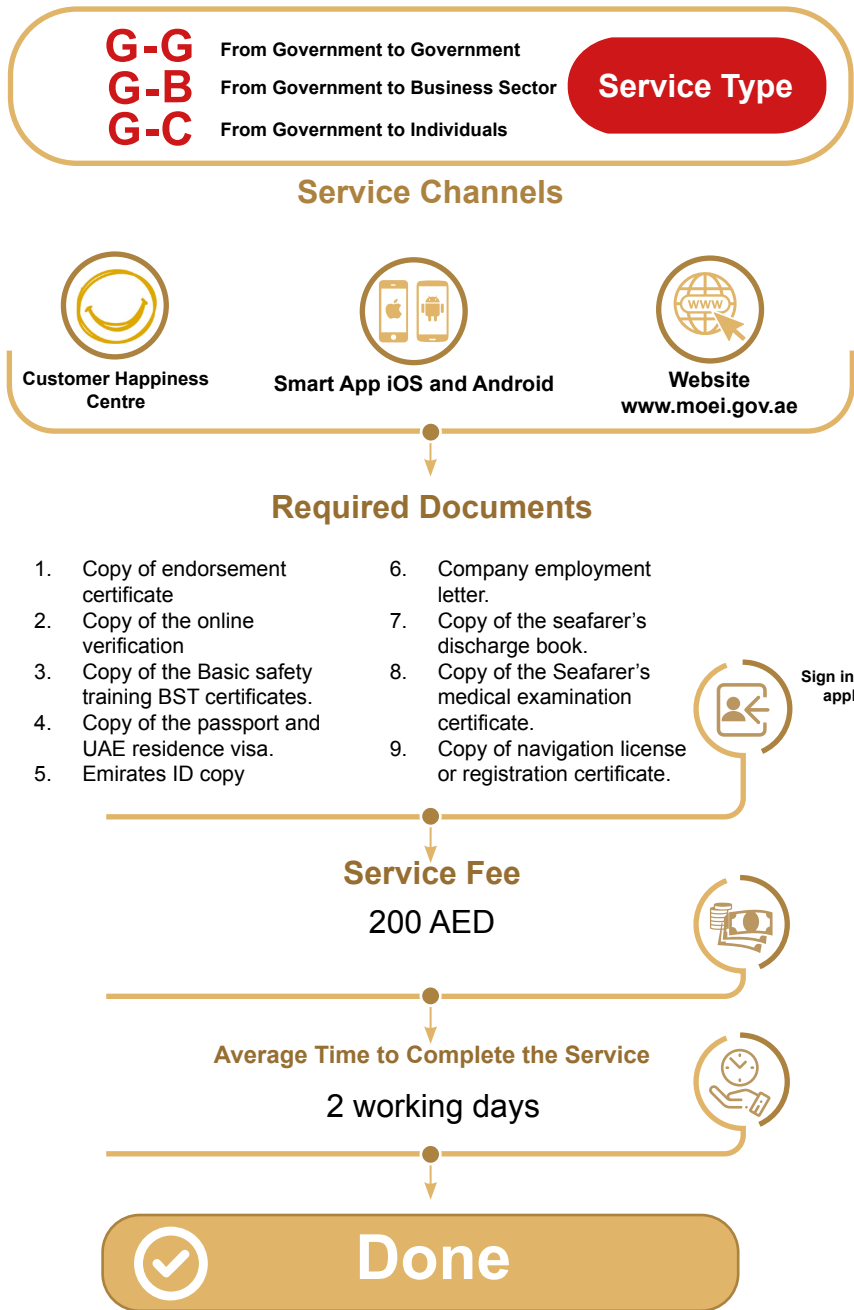 G-G From Government to Government
G-B From Government to Business Sector
G-C From Government to Individuals
Service Type
Service Channels
Customer Happiness
Centre
Smart App iOS and Android
www
Website
www.moei.gov.ae
Required Documents
1. Copy of endorsement
certificate
2. Copy of the online
verification
3. Copy of the Basic safety
training BST certificates.
4. Copy of the passport and
UAE residence visa.
5. Emirates ID copy
6. Company employment
letter.
7. Copy of the seafarer's
discharge book.
8. Copy of the Seafarer's
medical examination
certificate.
9. Copy of navigation license
or registration certificate.
Sign in
appl
Service Fee
200 AED
Average Time to Complete the Service
2 working days
Done